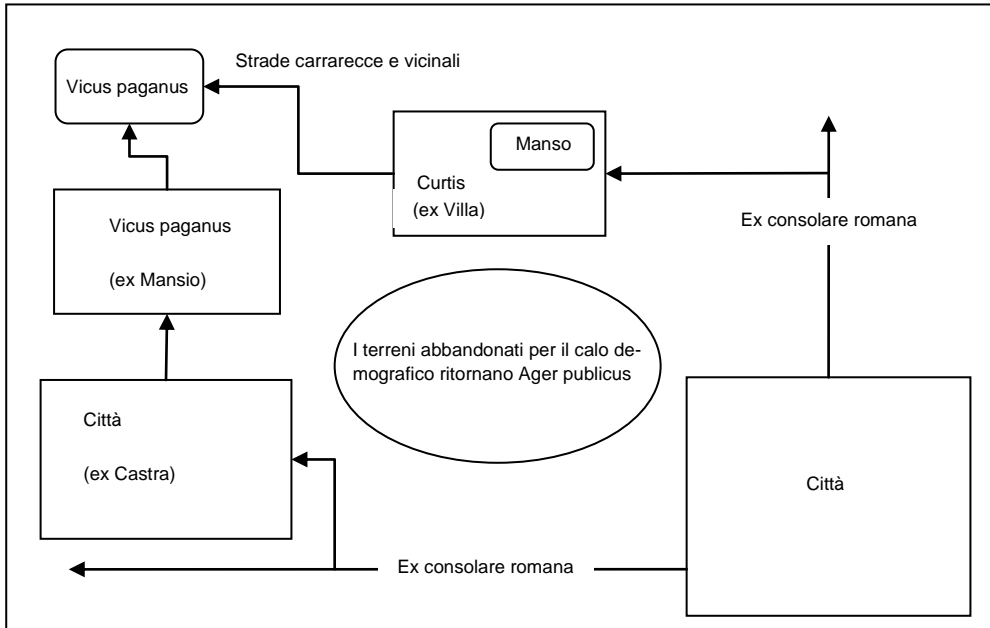 Strade carrarecce e vicinali
Vicus paganus
Manso
Curtis
(ex Villa)
Ex consolare romana
Vicus paganus
(ex Mansio)
I terreni abbandonati per il calo de-
mografico ritornano Ager publicus
Città
(ex Castra)
Città
Ex consolare romana